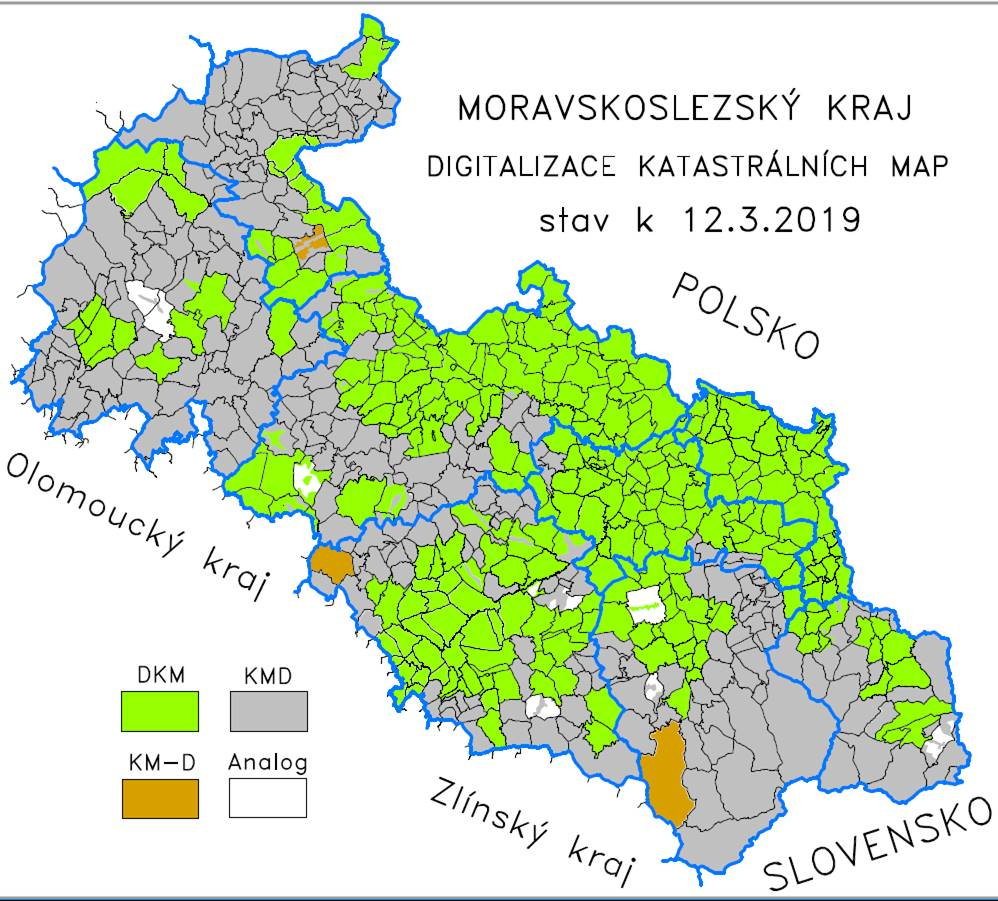 MORAVSKOSLEZSKÝ KRAJ
DIGITALIZACE KATASTRÁLNÍCH MAP
stav k 12.3.2019
POLSKO
Olomoucký kraj
DKM KMD
KM-D Analog
Zlínský kraj
SLOVENSKO